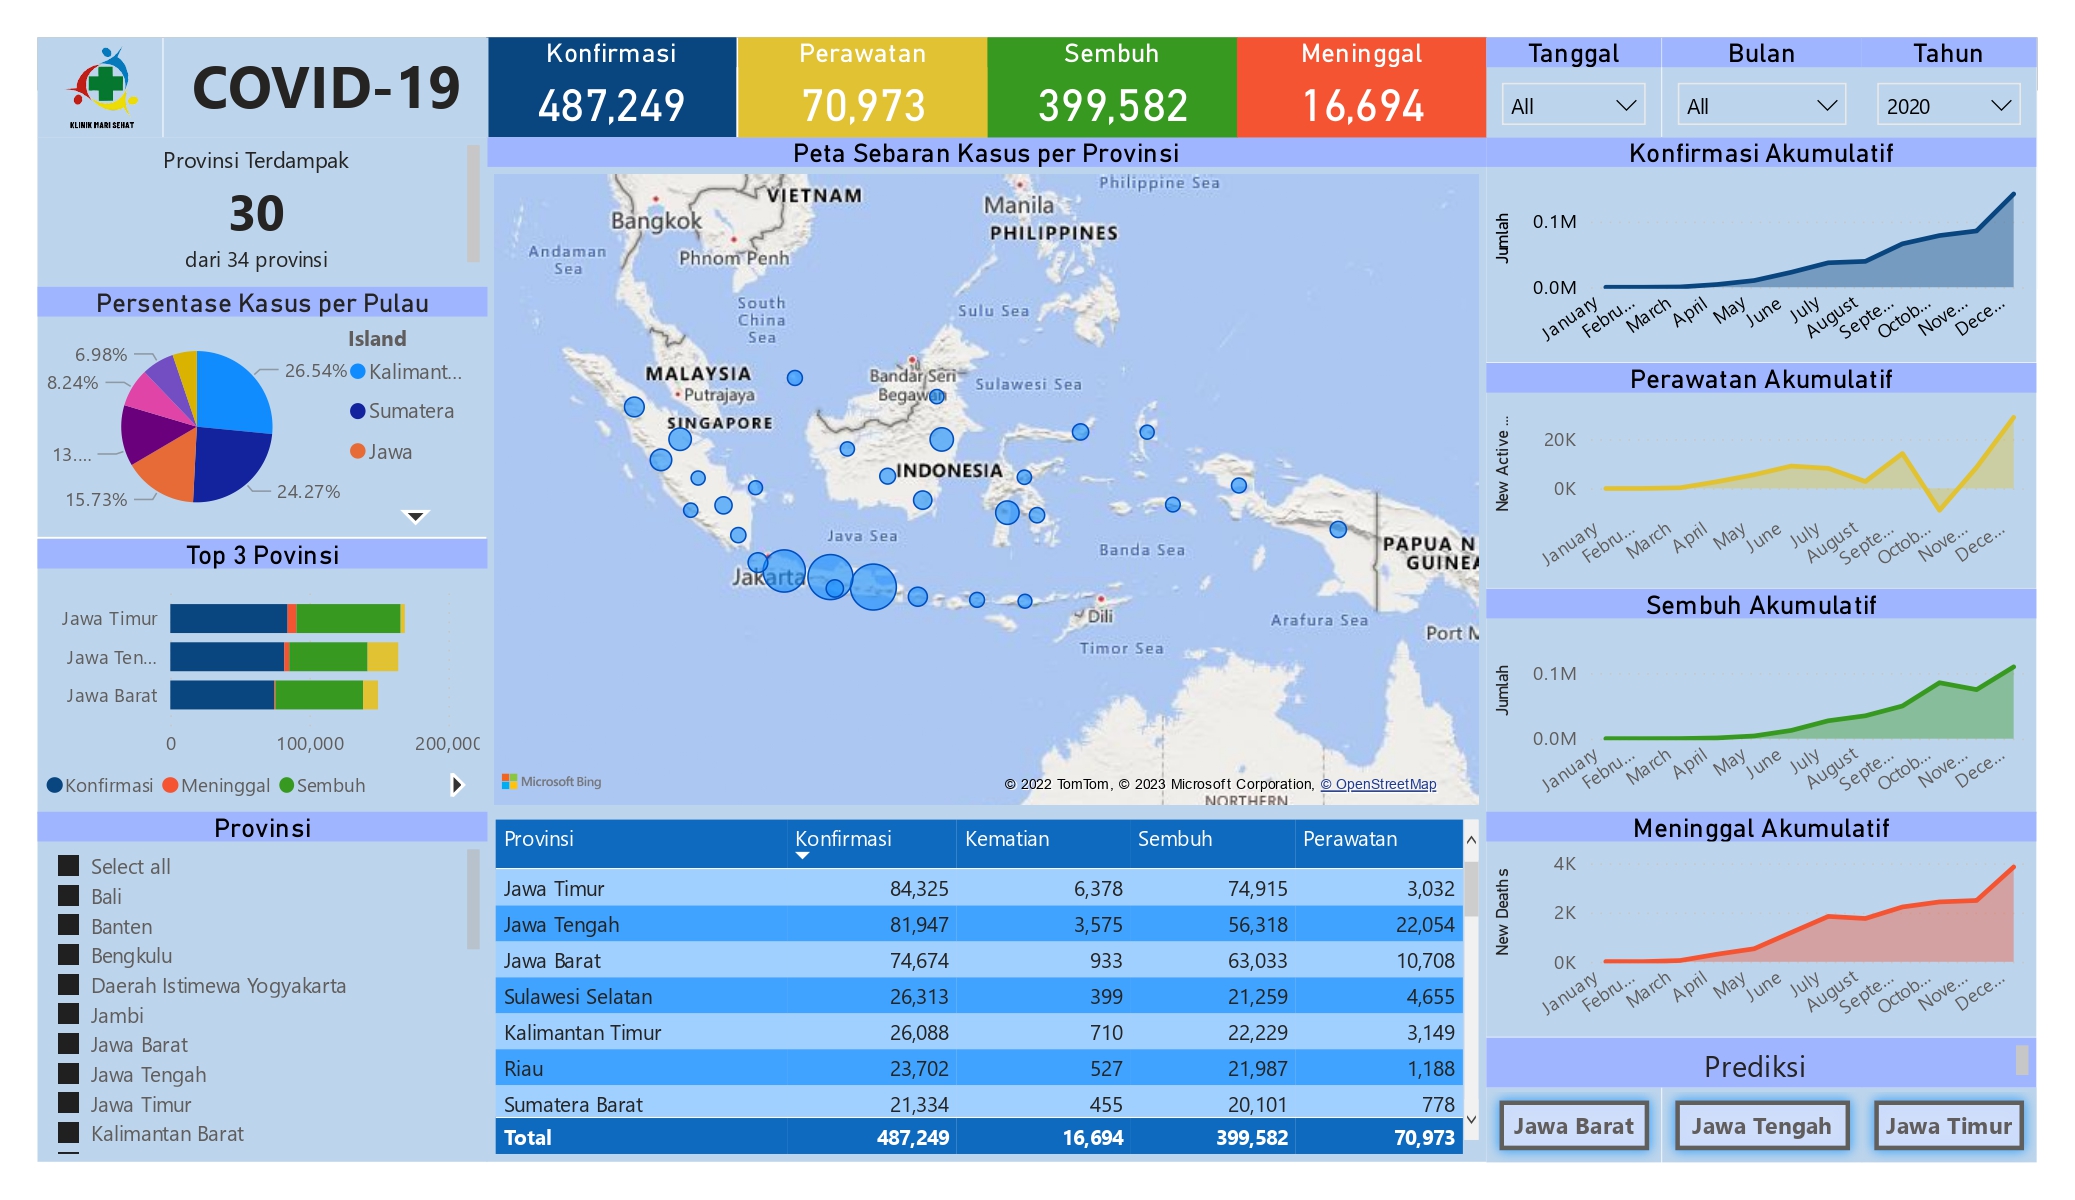 KLINIK MARI SEHAT
COVID-19
Konfirmasi
487,249
Perawatan
70,973
Sembuh
399,582
Meninggal
16,694
Tanggal
All
Bulan
All
Tahun
2020
Provinsi Terdampak
30
dari 34 provinsi
Persentase Kasus per Pulau
6.98%
8.24%
13....
15.73%
26.54%
24.27%
Island
Kalimant...
Sumatera
Jawa
Top 3 Povinsi
Jawa Timur
Jawa Ten...
Jawa Barat
0 100,000 200,000
Konfirmasi Meninggal Sembuh
Provinsi
Select all
Bali
Banten
Bengkulu
Daerah Istimewa Yogyakarta
Jambi
Jawa Barat
Jawa Tengah
Jawa Timur
Kalimantan Barat
Peta Sebaran Kasus per Provinsi
Philippine Sea
VIETNAM
Bangkok
Manila
PHILIPPINES
Andaman
Sea
Phnom Penh
South
China
Sea
Sulu Sea
MALAYSIA
Putrajaya
Bandar Seri
Begawan
Sulawesi Sea
SINGAPORE
INDONESIA
Java Sea
Banda Sea
PAPUA N
GUINEA
Jakarta
Dili
Arafura Sea
Port M
Timor Sea
Microsoft Bing
© 2022 TomTom, © 2023 Microsoft Corporation, © OpenStreetMap
NORTHERN
Provinsi Konfirmasi Kematian Sembuh Perawatan
Jawa Timur 84,325 6,378 74,915 3,032
Jawa Tengah 81,947 3,575 56,318 22,054
Jawa Barat 74,674 933 63,033 10,708
Sulawesi Selatan 26,313 399 21,259 4,655
Kalimantan Timur 26,088 710 22,229 3,149
Riau 23,702 527 21,987 1,188
Sumatera Barat 21,334 455 20,101 778
Total 487,249 16,694 399,582 70,973
Konfirmasi Akumulatif
Jumlah
0.1M
0.0M
January Febru... March April May June July August Septe... Octob... Nove... Dece...
Perawatan Akumulatif
New Active ...
20K
0K
January Febru... March April May June July August Septe... Octob... Nove... Dece...
Sembuh Akumulatif
Jumlah
0.1M
0.0M
January Febru... March April May June July August Septe... Octob... Nove... Dece...
Meninggal Akumulatif
New Deaths
4K
2K
0K
January Febru... March April May June July August Septe... Octob... Nove... Dece...
Prediksi
Jawa Barat
Jawa Tengah
Jawa Timur